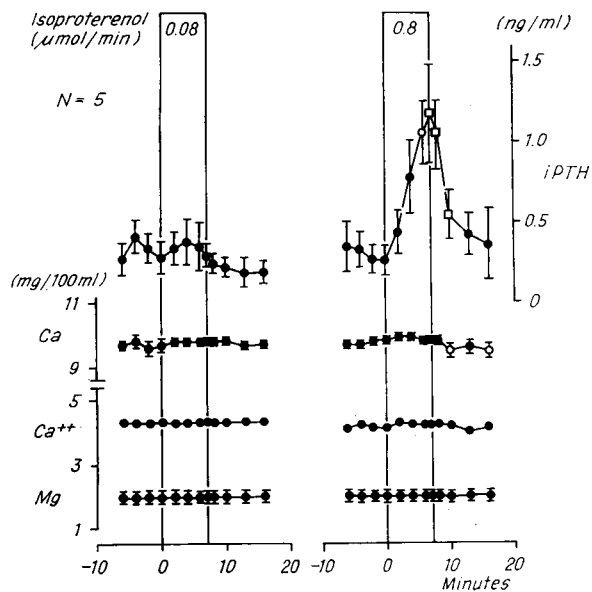 Isoproterenol
(μmol/min)
0.08
0.8
(ng/ml)
N = 5
1.5
1.0
iPTH
0.5
0
(mg/100ml)
11
Ca
9
5
Ca++
3
Mg
1
-10 0 10 20
-10 0 10 20
Minutes